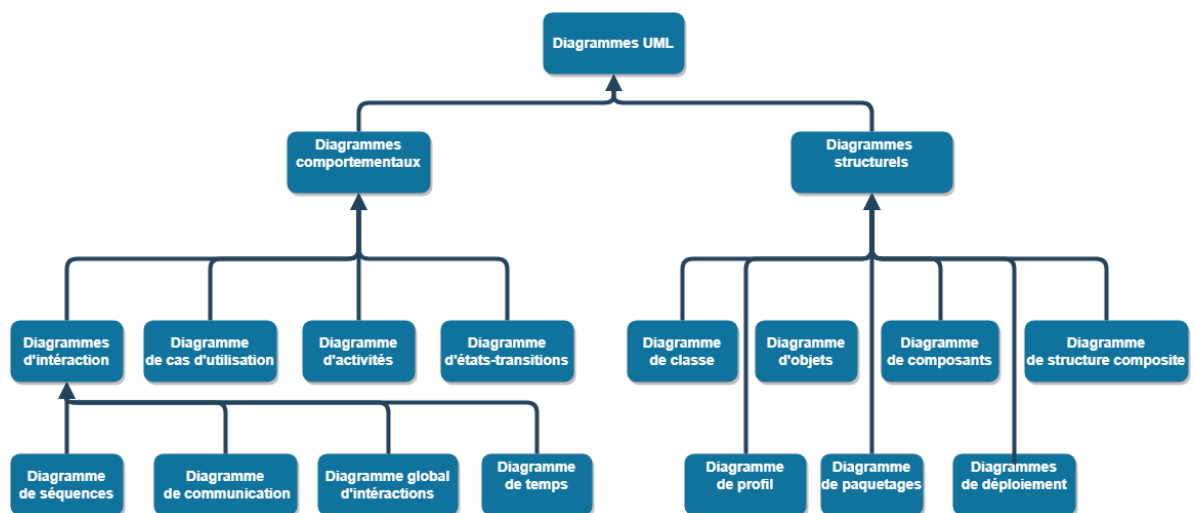 Diagrammes UML
Diagrammes
comportementaux
Diagrammes
structurels
Diagrammes
d'intéraction
Diagramme
de cas d'utilisation
Diagramme
d'activités
Diagramme
d'états-transitions
Diagramme
de classe
Diagramme
d'objets
Diagramme
de composants
Diagramme
de structure composite
Diagramme
de séquences
Diagramme
de communication
Diagramme global
d'intéractions
Diagramme
de temps
Diagramme
de profil
Diagramme
de paquetages
Diagrammes
de déploiement